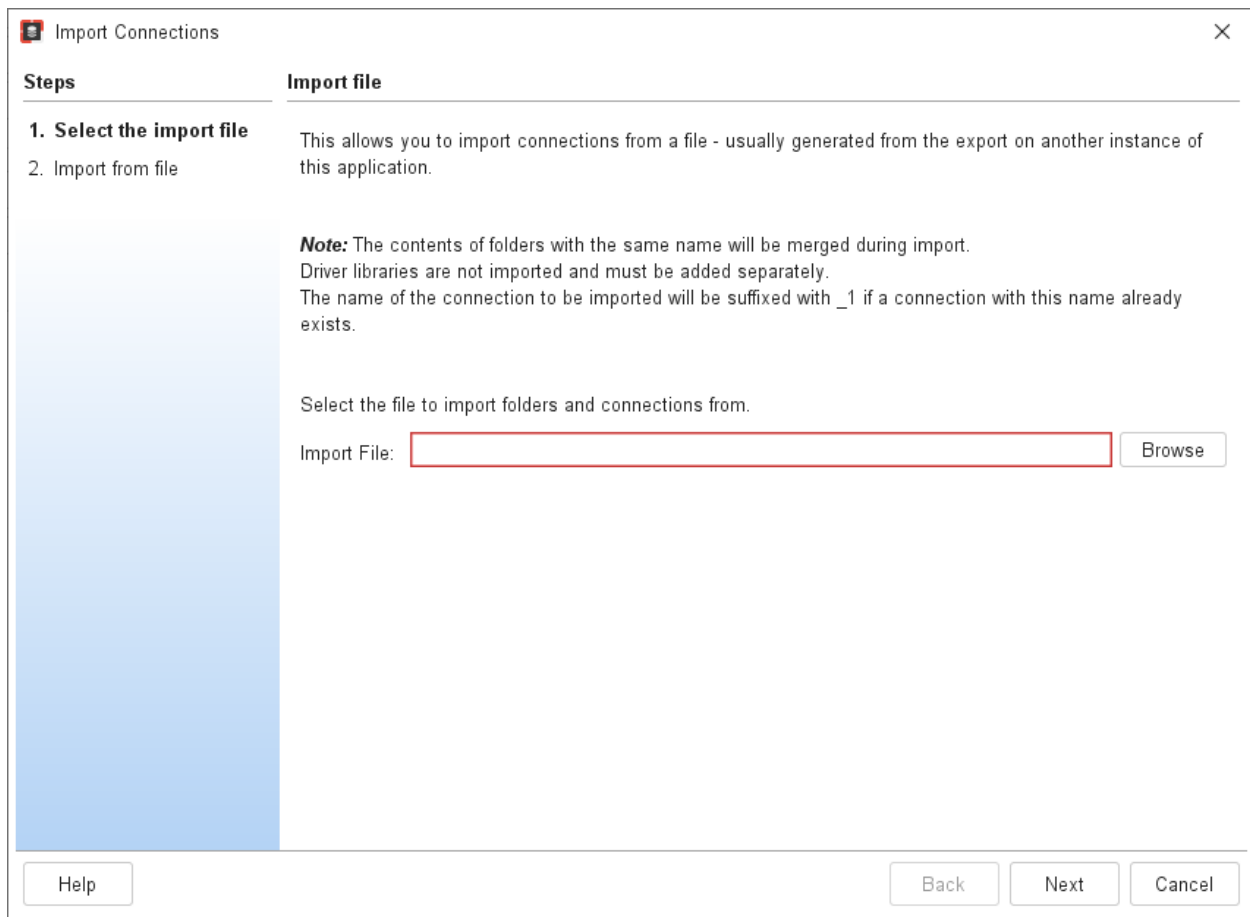 Import Connections
Steps
1. Select the import file
2. Import from file
Import file
This allows you to import connections from a file - usually generated from the export on another instance of
this application.
Note: The contents of folders with the same name will be merged during import.
Driver libraries are not imported and must be added separately.
The name of the connection to be imported will be suffixed with _1 if a connection with this name already
exists.
Select the file to import folders and connections from.
Import File:
Browse
Help
Back
Next
Cancel